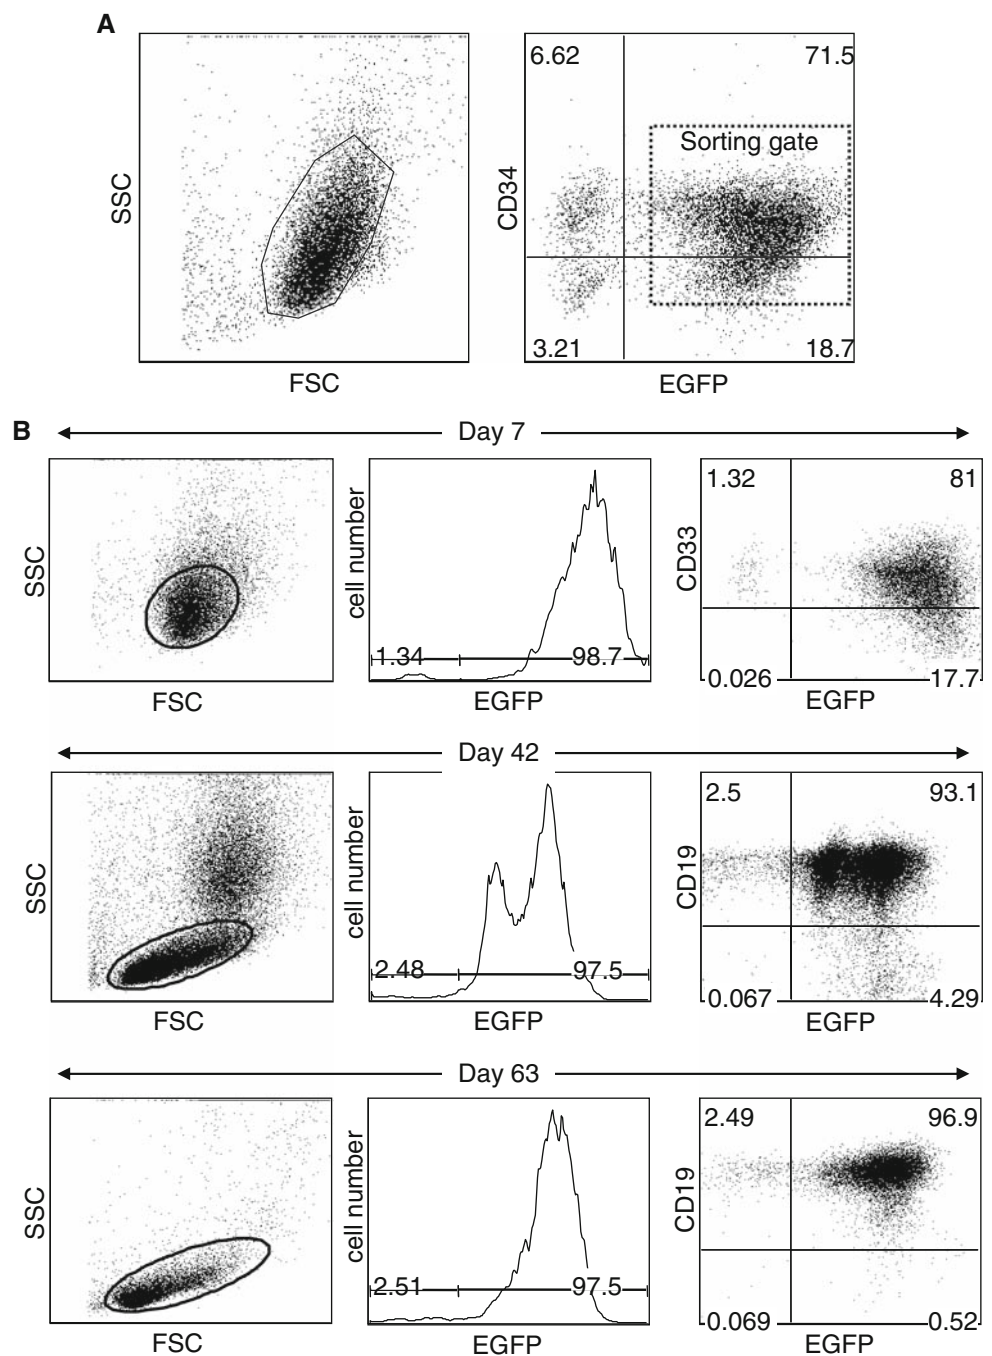 A
SSC
FSC
6.62
71.5
Sorting gate
CD34
3.21
18.7
EGFP
B
Day 7
SSC
FSC
cell number
1.34
98.7
EGFP
1.32
81
CD33
0.026
17.7
EGFP
Day 42
SSC
FSC
cell number
2.48
97.5
EGFP
2.5
93.1
CD19
0.067
4.29
EGFP
Day 63
SSC
FSC
cell number
2.51
97.5
EGFP
2.49
96.9
CD19
0.069
0.52
EGFP